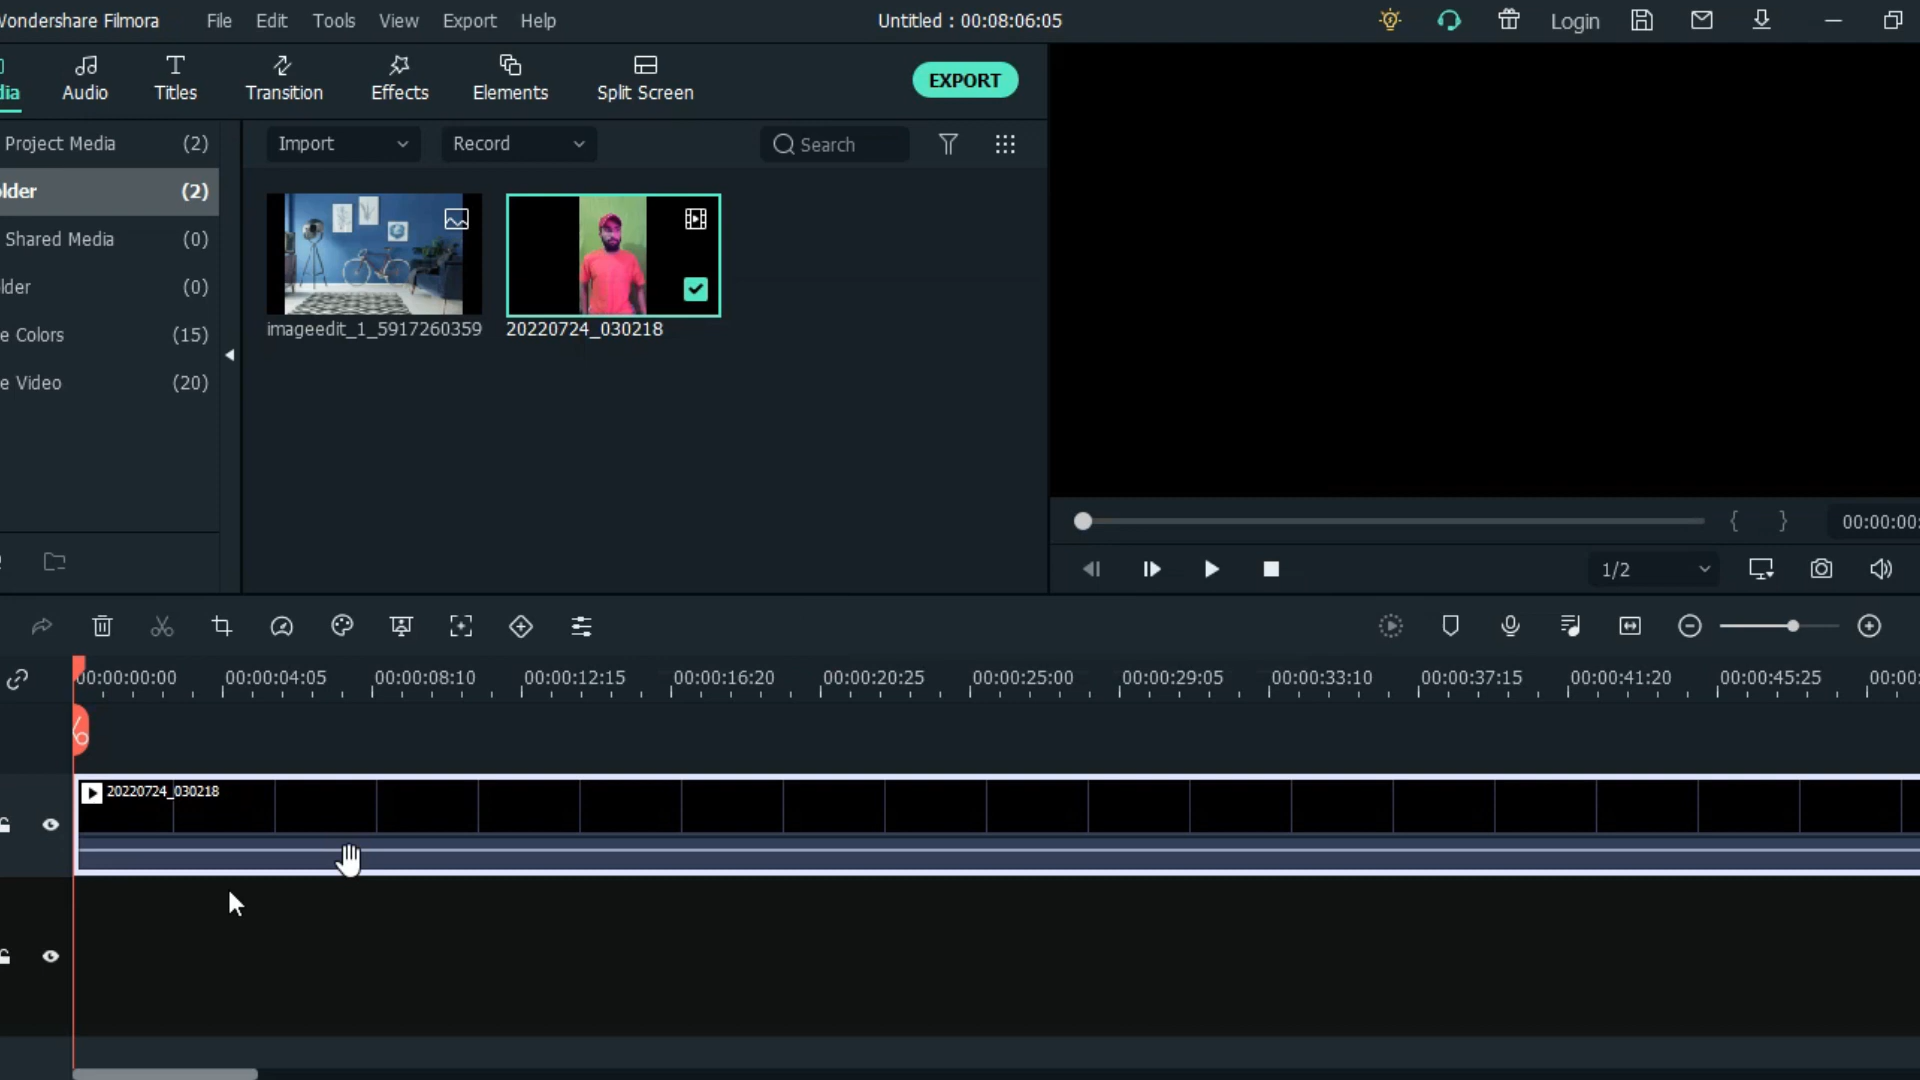 Wondershare Filmora File Edit Tools View Export Help Untitled : 00:08:06:05 Login
dia Audio Titles Transition Effects Elements Split Screen EXPORT
Project Media (2) Import Record Search
older (2)
Shared Media (0)
lder (0)
e Colors (15)
e Video (20)
imageedit_1_5917260359 20220724_030218
00:00:00:
1/2
00:00:00:00 00:00:04:05 00:00:08:10 00:00:12:15 00:00:16:20 00:00:20:25 00:00:25:00 00:00:29:05 00:00:33:10 00:00:37:15 00:00:41:20 00:00:45:25 00:00:
20220724_030218